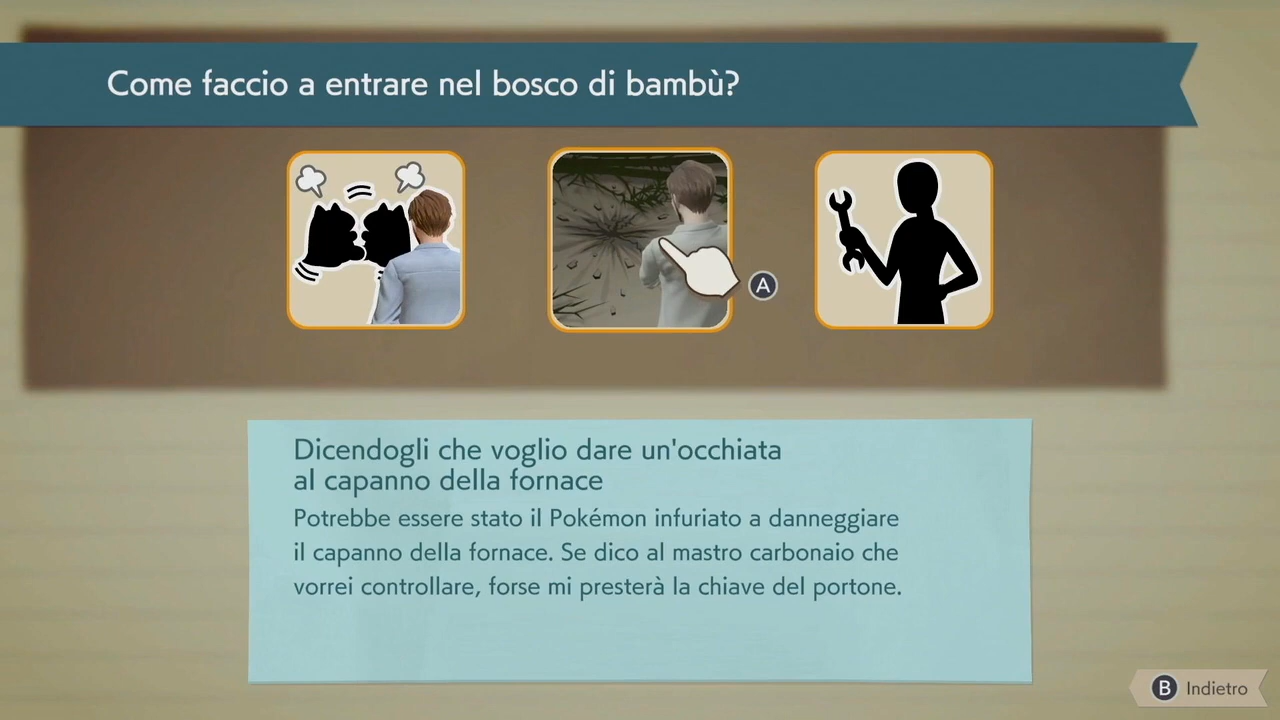 Come faccio a entrare nel bosco di bambù?
A
Dicendogli che voglio dare un'occhiata
al capanno della fornace
Potrebbe essere stato il Pokémon infuriato a danneggiare
il capanno della fornace. Se dico al mastro carbonaio che
vorrei controllare, forse mi presterà la chiave del portone.
B Indietro